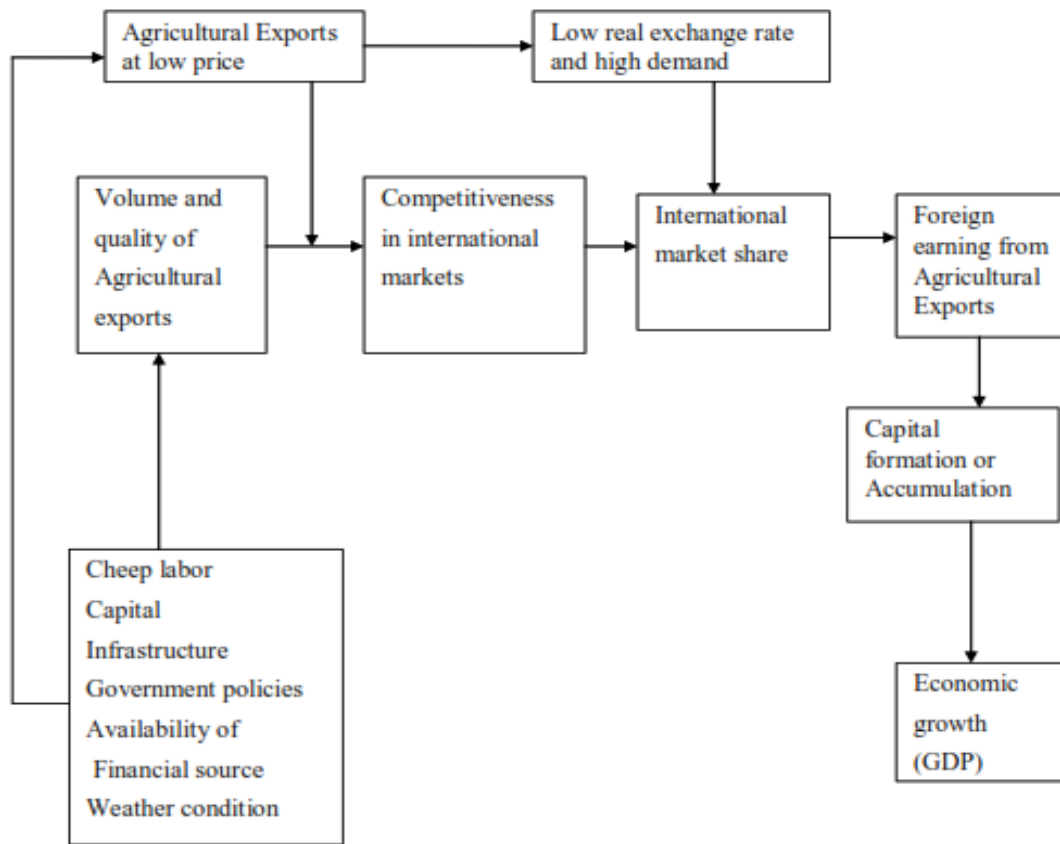 Agricultural Exports
at low price
Low real exchange rate
and high demand
Volume and
quality of
Agricultural
exports
Competitiveness
in international
markets
International
market share
Foreign
earning from
Agricultural
Exports
Capital
formation or
Accumulation
Cheep labor
Capital
Infrastructure
Government policies
Availability of
Financial source
Weather condition
Economic
growth
(GDP)